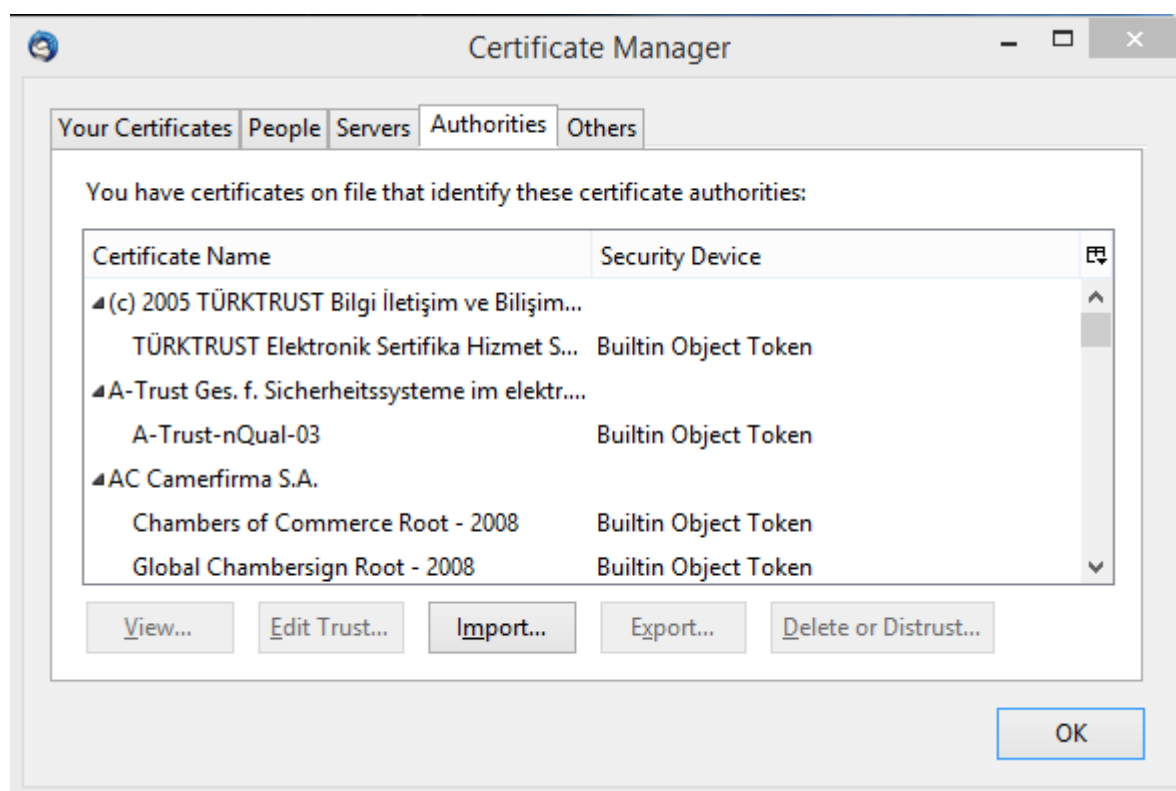 Certificate Manager
Your Certificates People Servers Authorities Others
You have certificates on file that identify these certificate authorities:
Certificate Name Security Device
(c) 2005 TÜRKTRUST Bilgi İletişim ve Bilişim...
TÜRKTRUST Elektronik Sertifika Hizmet S... Builtin Object Token
A-Trust Ges. f. Sicherheitssysteme im elektr....
A-Trust-nQual-03 Builtin Object Token
AC Camerfirma S.A.
Chambers of Commerce Root - 2008 Builtin Object Token
Global Chambersign Root - 2008 Builtin Object Token
View... Edit Trust... Import... Export... Delete or Distrust...
OK